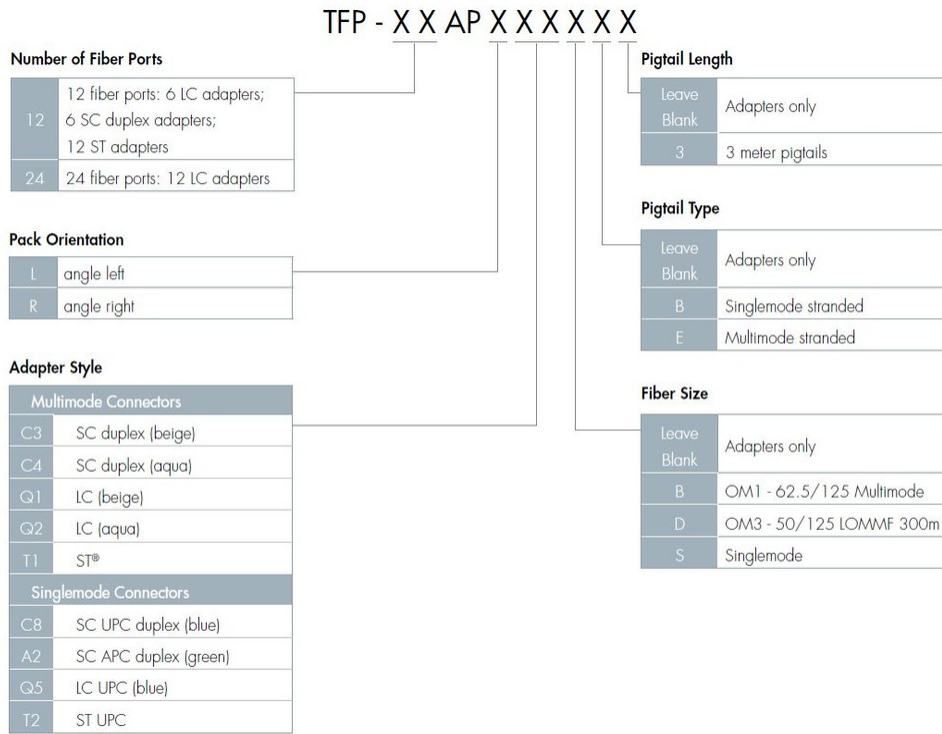 TFP - X X AP X X X X X X
Number of Fiber Ports
12
12 fiber ports: 6 LC adapters;
6 SC duplex adapters;
12 ST adapters
24 24 fiber ports: 12 LC adapters
Pack Orientation
L angle left
R angle right
Adapter Style
Multimode Connectors
C3 SC duplex (beige)
C4 SC duplex (aqua)
Q1 LC (beige)
Q2 LC (aqua)
T1 ST®
Singlemode Connectors
C8 SC UPC duplex (blue)
A2 SC APC duplex (green)
Q5 LC UPC (blue)
T2 ST UPC
Pigtail Length
Leave
Blank
Adapters only
3 3 meter pigtails
Pigtail Type
Leave
Blank
Adapters only
B Singlemode stranded
E Multimode stranded
Fiber Size
Leave
Blank
Adapters only
B OM1 - 62.5/125 Multimode
D OM3 - 50/125 LOMMF 300m
S Singlemode